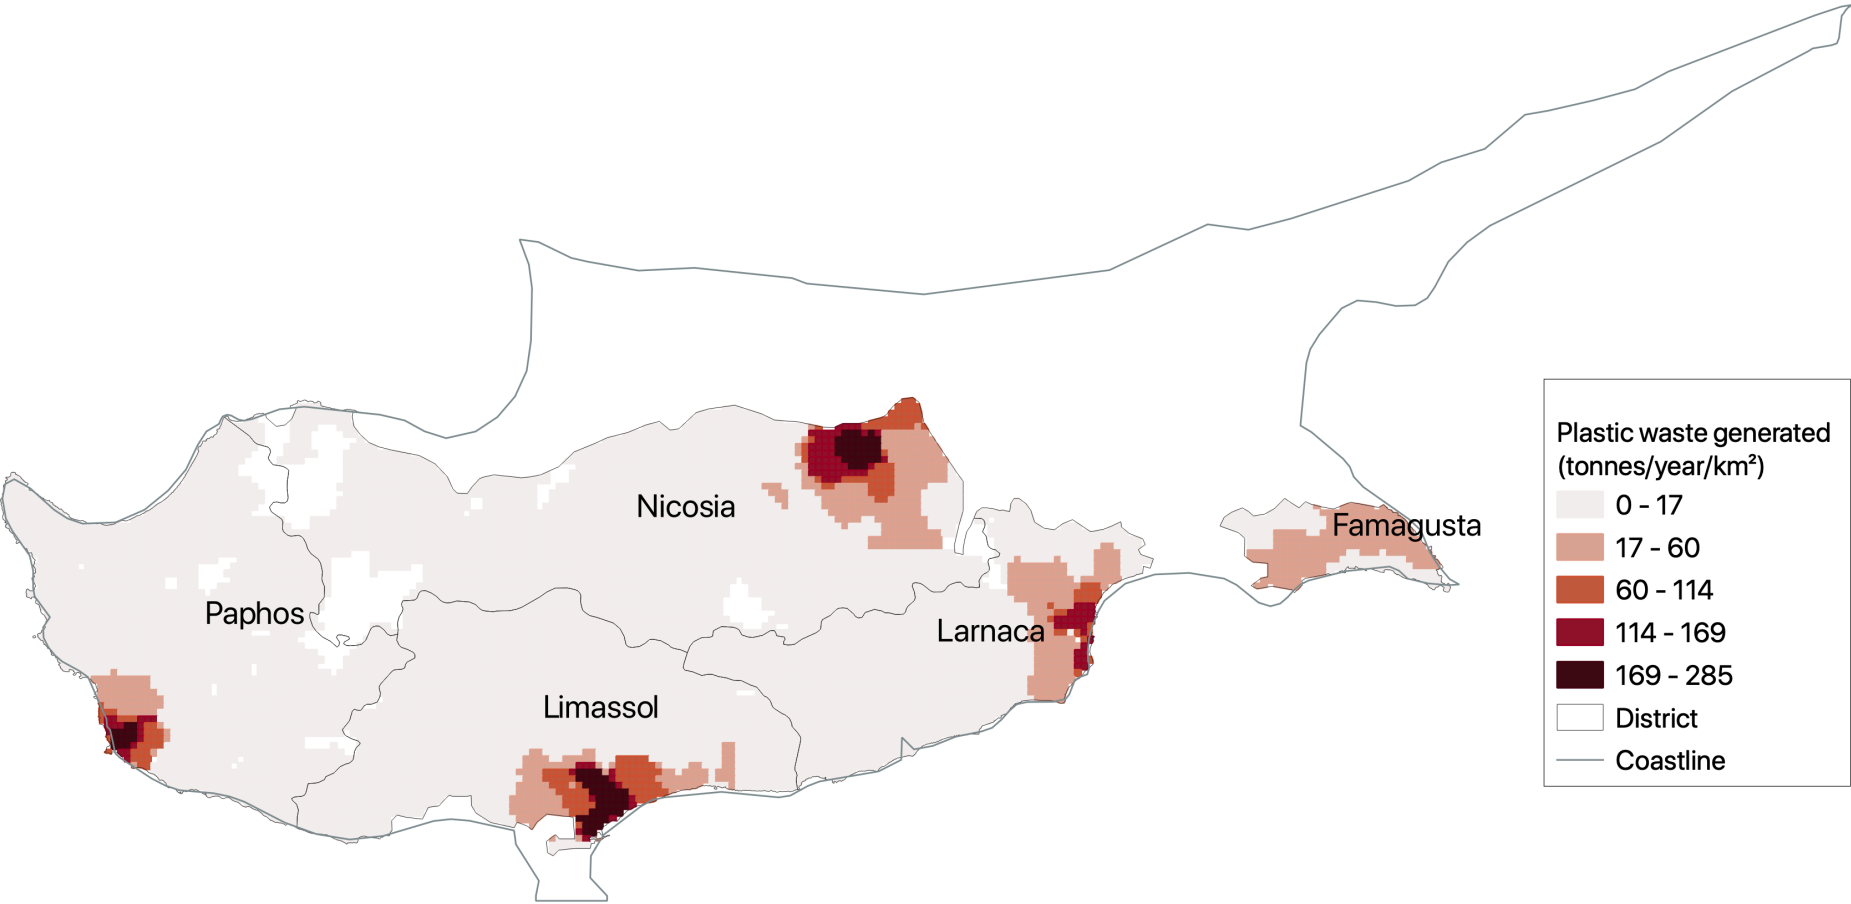 Nicosia
Famagusta
Paphos
Larnaca
Limassol
Plastic waste generated
(tonnes/year/km²)
0 - 17
17 - 60
60 - 114
114 - 169
169 - 285
District
Coastline